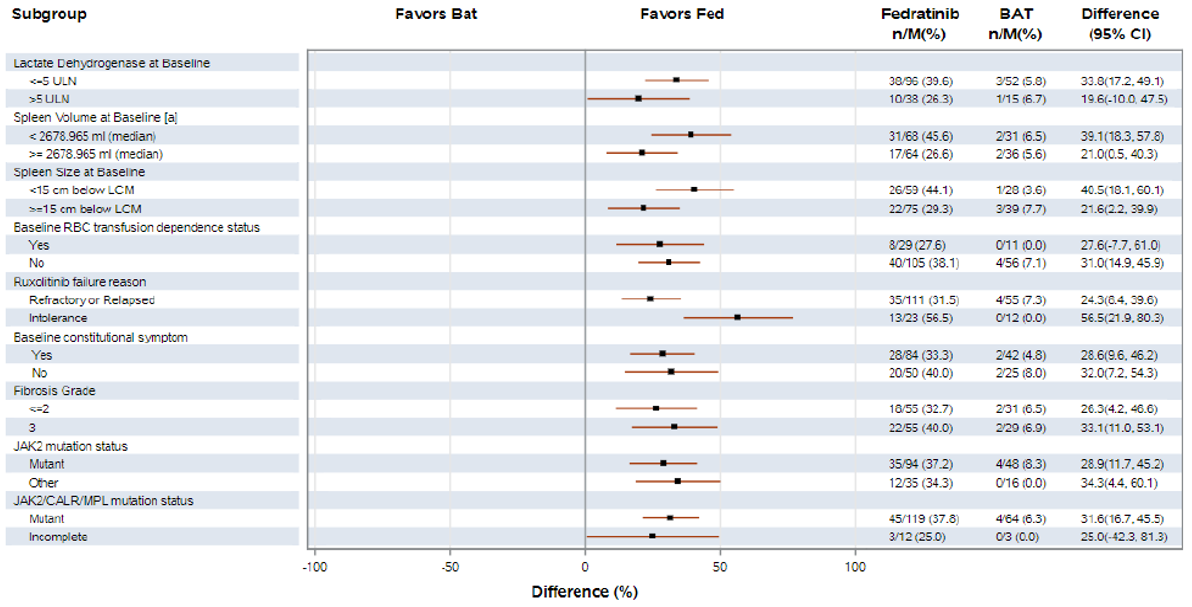 Subgroup Favors Bat Favors Fed Fedratinib n/M(%) BAT n/M(%) Difference (95% CI)
Lactate Dehydrogenase at Baseline
<=5 ULN 38/96 (39.6) 3/52 (5.8) 33.8(17.2, 49.1)
>5 ULN 10/38 (26.3) 1/15 (6.7) 19.6(-10.0, 47.5)
Spleen Volume at Baseline [a]
< 2678.965 ml (median) 31/68 (45.6) 2/31 (6.5) 39.1(18.3, 57.8)
>= 2678.965 ml (median) 17/64 (26.6) 2/36 (5.6) 21.0(0.5, 40.3)
Spleen Size at Baseline
<15 cm below LCM 26/59 (44.1) 1/28 (3.6) 40.5(18.1, 60.1)
>=15 cm below LCM 22/75 (29.3) 3/39 (7.7) 21.6(2.2, 39.9)
Baseline RBC transfusion dependence status
Yes 8/29 (27.6) 0/11 (0.0) 27.6(-7.7, 61.0)
No 40/105 (38.1) 4/56 (7.1) 31.0(14.9, 45.9)
Ruxolitinib failure reason
Refractory or Relapsed 35/111 (31.5) 4/55 (7.3) 24.3(8.4, 39.6)
Intolerance 13/23 (56.5) 0/12 (0.0) 56.5(21.9, 80.3)
Baseline constitutional symptom
Yes 28/84 (33.3) 2/42 (4.8) 28.6(9.6, 46.2)
No 20/50 (40.0) 2/25 (8.0) 32.0(7.2, 54.3)
Fibrosis Grade
<=2 18/55 (32.7) 2/31 (6.5) 26.3(4.2, 46.6)
3 22/55 (40.0) 2/29 (6.9) 33.1(11.0, 53.1)
JAK2 mutation status
Mutant 35/94 (37.2) 4/48 (8.3) 28.9(11.7, 45.2)
Other 12/35 (34.3) 0/16 (0.0) 34.3(4.4, 60.1)
JAK2/CALR/MPL mutation status
Mutant 45/119 (37.8) 4/64 (6.3) 31.6(16.7, 45.5)
Incomplete 3/12 (25.0) 0/3 (0.0) 25.0(-42.3, 81.3)
-100 -50 0 50 100
Difference (%)